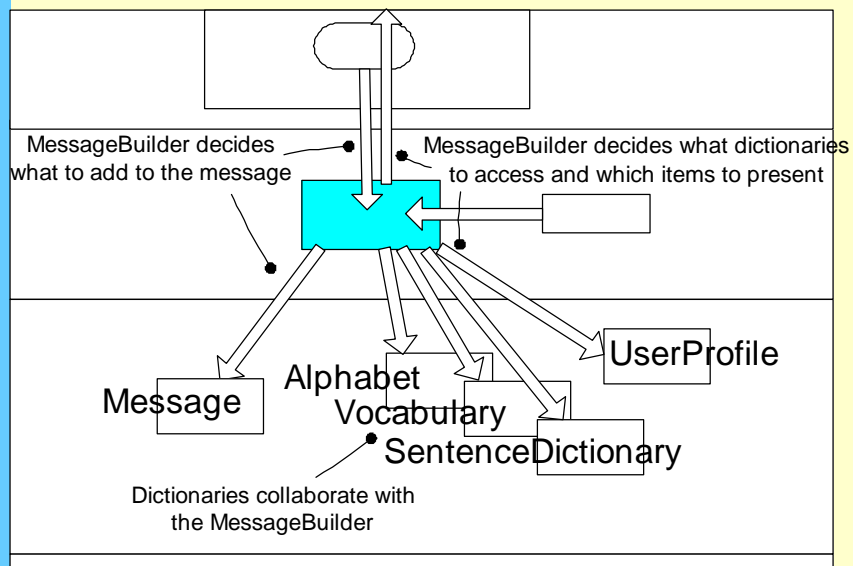 MessageBuilder decides
what to add to the message
MessageBuilder decides what dictionaries
to access and which items to present
UserProfile
Alphabet
Message
Vocabulary
SentenceDictionary
Dictionaries collaborate with
the MessageBuilder